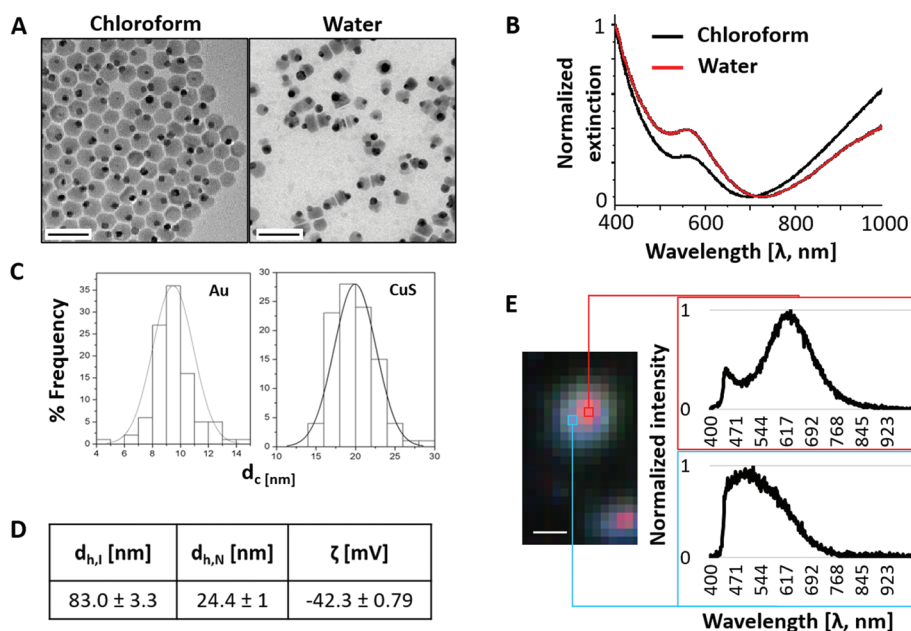 A
Chloroform
Water
B
Normalized
extinction
1
0
Chloroform
Water
400
600
800
1000
Wavelength [λ, nm]
C
% Frequency
Au
35
30
25
20
15
10
5
0
4
6
8
10
12
14
CuS
30
25
20
15
10
5
0
10
15
20
25
30
d_c [nm]
D
d_h,I [nm] d_h,N [nm] ζ [mV]
83.0 ± 3.3 24.4 ± 1 -42.3 ± 0.79
E
Normalized intensity
1
0
400 471 544 617 692 768 845 923
1
0
400 471 544 617 692 768 845 923
Wavelength [λ, nm]